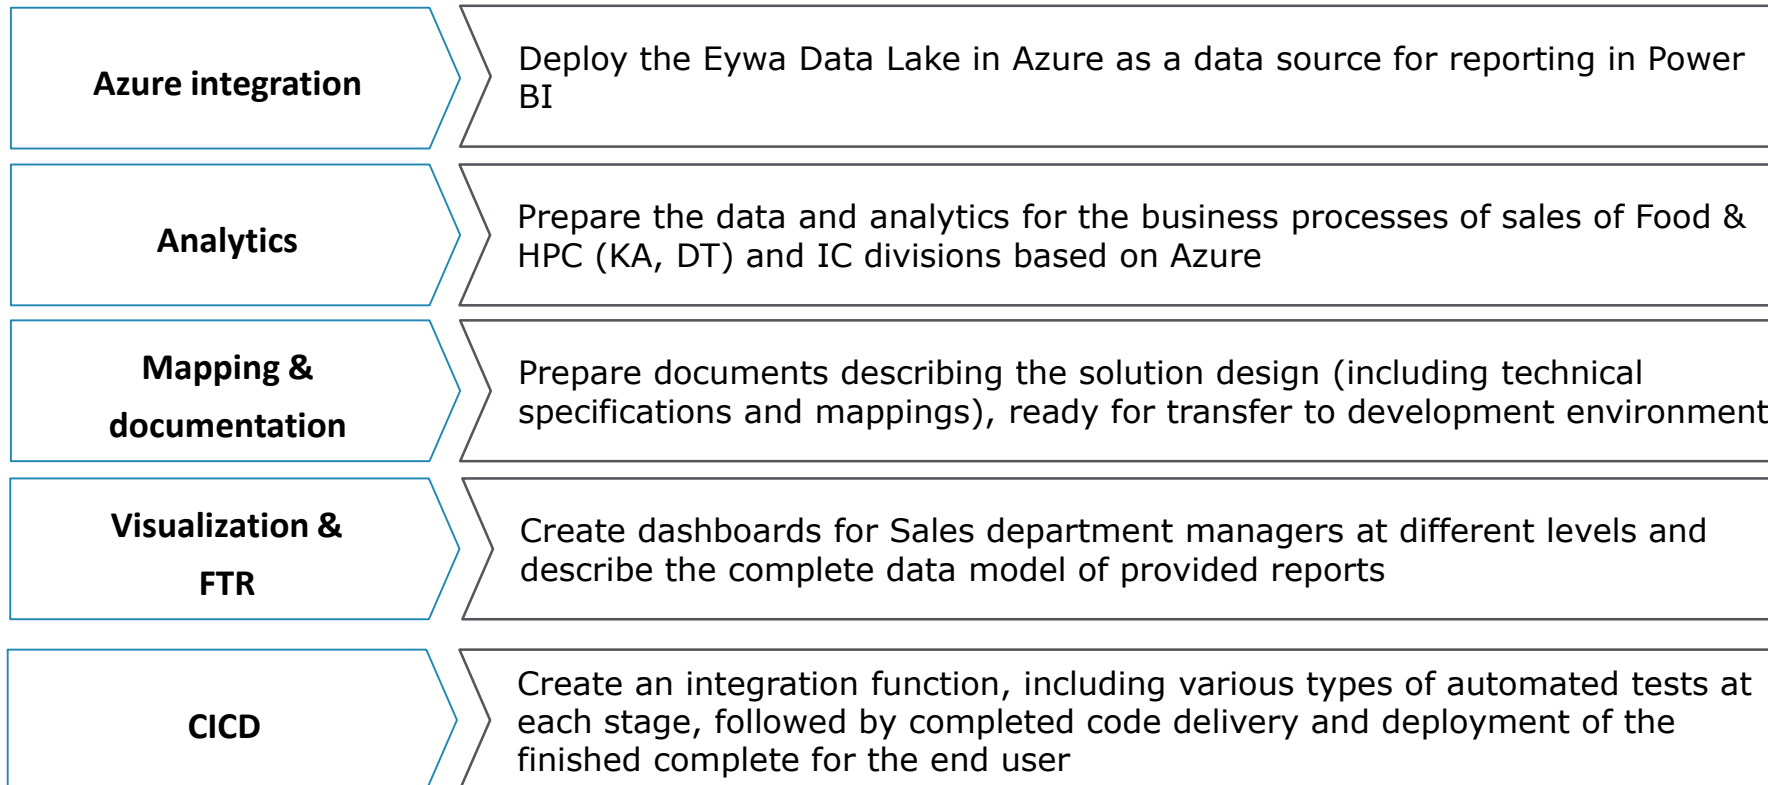 Azure integration
Deploy the Eywa Data Lake in Azure as a data source for reporting in Power
BI
Analytics
Prepare the data and analytics for the business processes of sales of Food &
HPC (KA, DT) and IC divisions based on Azure
Mapping &
documentation
Prepare documents describing the solution design (including technical
specifications and mappings), ready for transfer to development environment
Visualization &
FTR
Create dashboards for Sales department managers at different levels and
describe the complete data model of provided reports
CICD
Create an integration function, including various types of automated tests at
each stage, followed by completed code delivery and deployment of the
finished complete for the end user